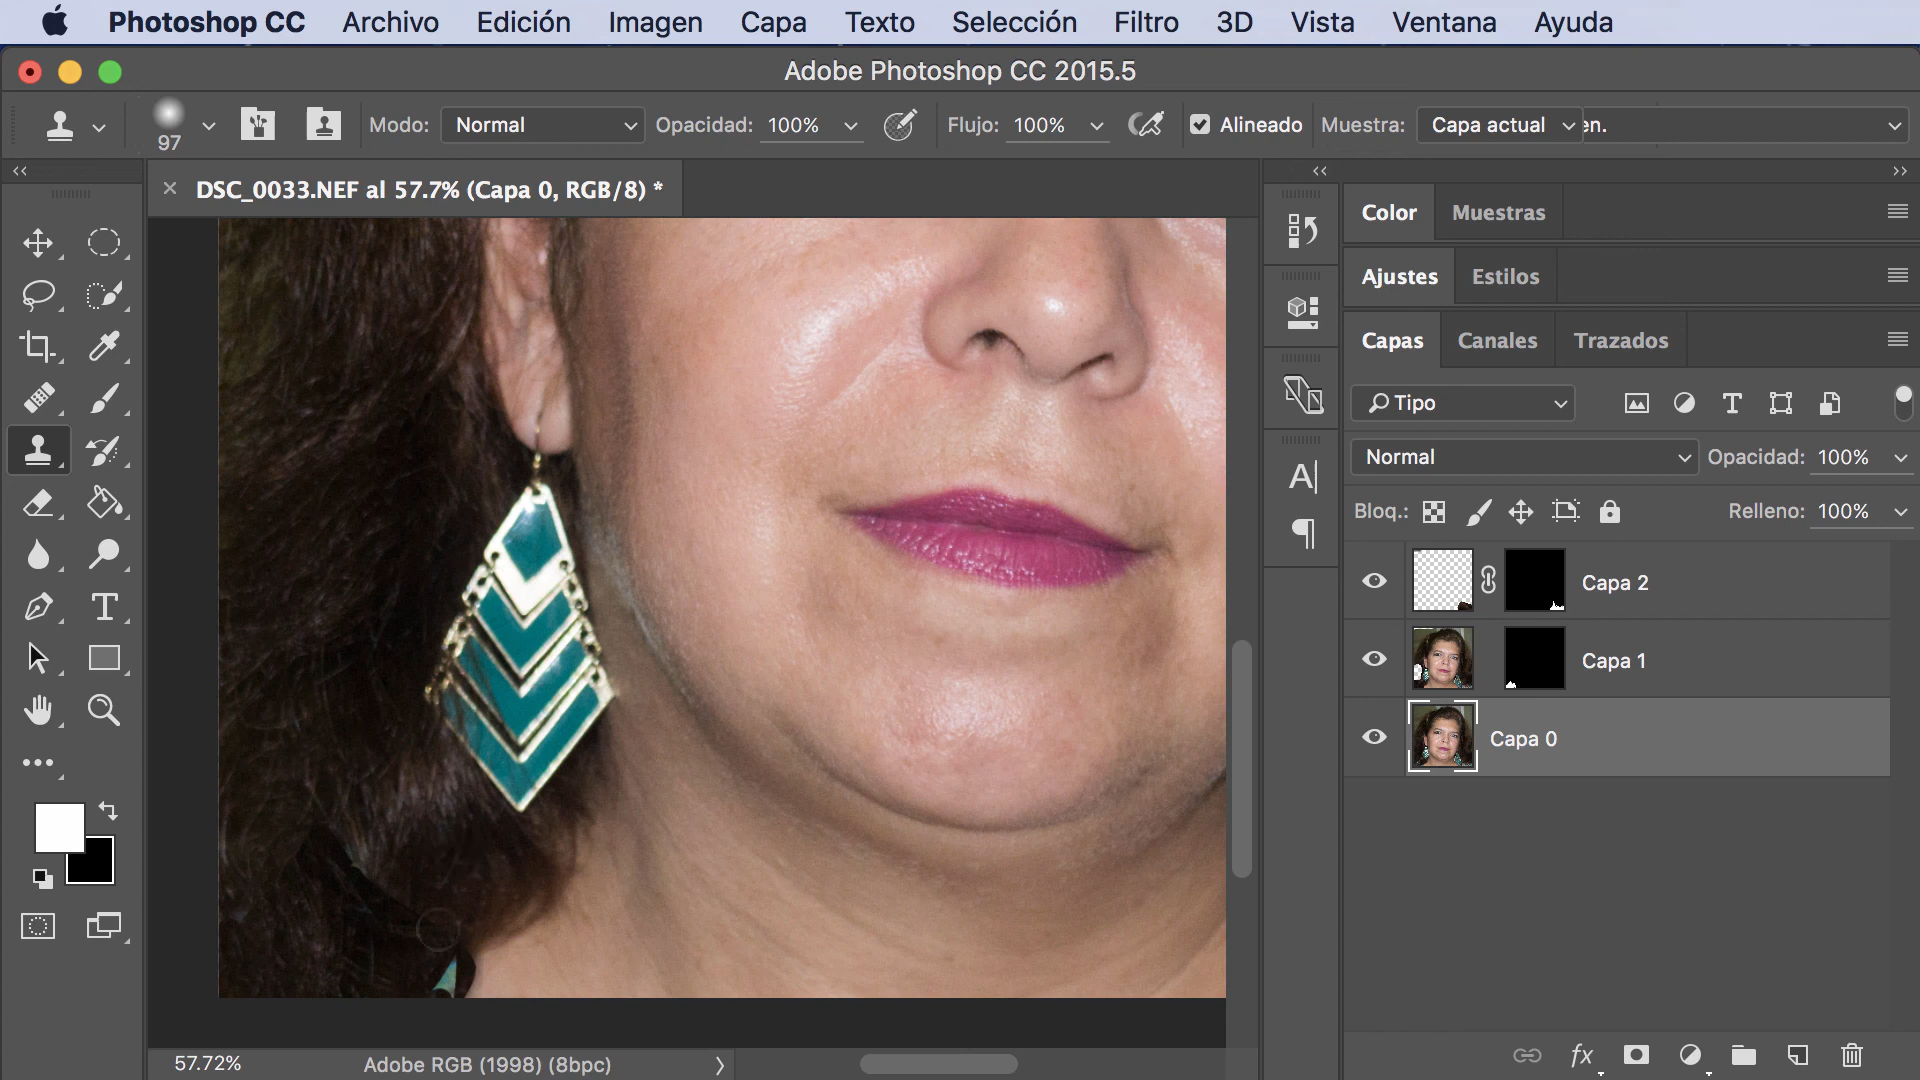 Photoshop CC Archivo Edición Imagen Capa Texto Selección Filtro 3D Vista Ventana Ayuda
Adobe Photoshop CC 2015.5
97 Modo: Normal Opacidad: 100% Flujo: 100% Alineado Muestra: Capa actual en.
DSC_0033.NEF al 57.7% (Capa 0, RGB/8) *
Color Muestras
Ajustes Estilos
Capas Canales Trazados
Tipo
Normal Opacidad: 100%
Bloq.: Relleno: 100%
Capa 2
Capa 1
Capa 0
57.72% Adobe RGB (1998) (8bpc)
fx